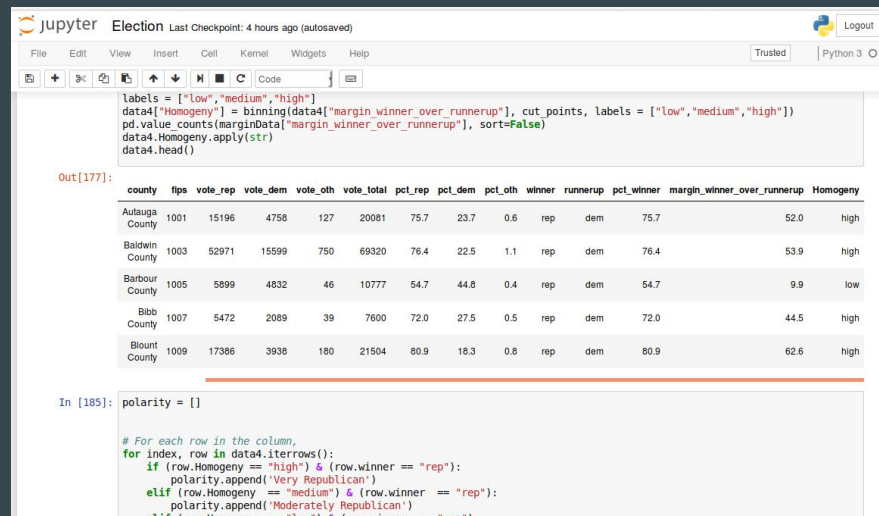 jupyter Election Last Checkpoint: 4 hours ago (autosaved)
Logout
File Edit View Insert Cell Kernel Widgets Help
Trusted
Python 3
Code
labels = ["low","medium","high"]
data4["Homogeny"] = binning(data4["margin_winner_over_runnerup"], cut_points, labels = ["low","medium","high"])
pd.value_counts(marginData["margin_winner_over_runnerup"], sort=False)
data4.Homogeny.apply(str)
data4.head()
Out[177]:
county fips vote_rep vote_dem vote_oth vote_total pct_rep pct_dem pct_oth winner runnerup pct_winner margin_winner_over_runnerup Homogeny
Autauga County 1001 15196 4758 127 20081 75.7 23.7 0.6 rep dem 75.7 52.0 high
Baldwin County 1003 52971 15599 750 69320 76.4 22.5 1.1 rep dem 76.4 53.9 high
Barbour County 1005 5899 4832 46 10777 54.7 44.8 0.4 rep dem 54.7 9.9 low
Bibb County 1007 5472 2089 39 7600 72.0 27.5 0.5 rep dem 72.0 44.5 high
Blount County 1009 17386 3938 180 21504 80.9 18.3 0.8 rep dem 80.9 62.6 high
In [185]: polarity = []
# For each row in the column,
for index, row in data4.iterrows():
if (row.Homogeny == "high") & (row.winner == "rep"):
polarity.append('Very Republican')
elif (row.Homogeny == "medium") & (row.winner == "rep"):
polarity.append('Moderately Republican')